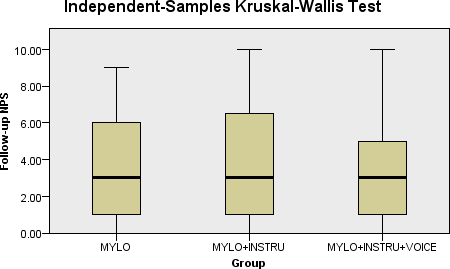 Independent-Samples Kruskal-Wallis Test
Follow-up NPS
10.00
8.00
6.00
4.00
2.00
0.00
MYLO
MYLO+INSTRU
MYLO+INSTRU+VOICE
Group